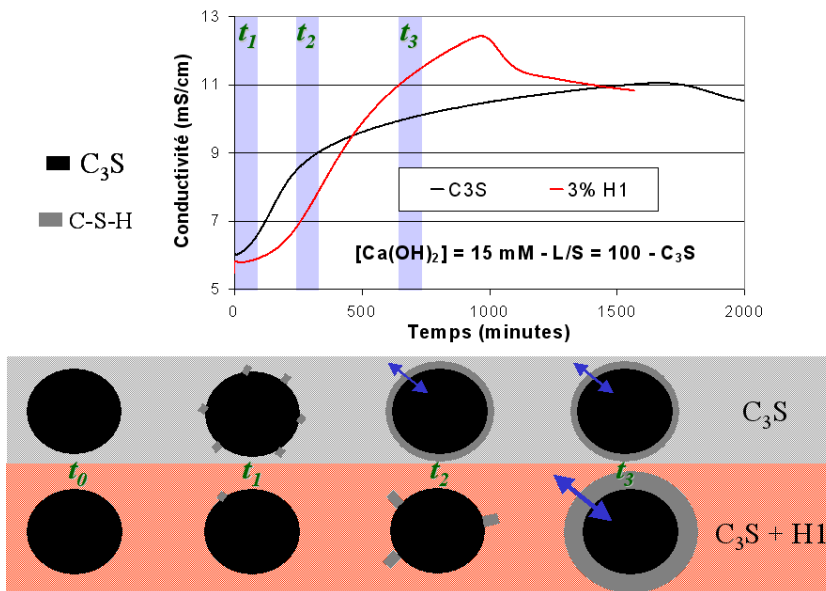 t1 t2 t3
13
11
9
7
5
Conductivité (mS/cm)
C3S 3% H1
[Ca(OH)2] = 15 mM - L/S = 100 - C3S
0 500 1000 1500 2000
Temps (minutes)
C3S
C-S-H
C3S
t0 t1 t2 t3
C3S + H1